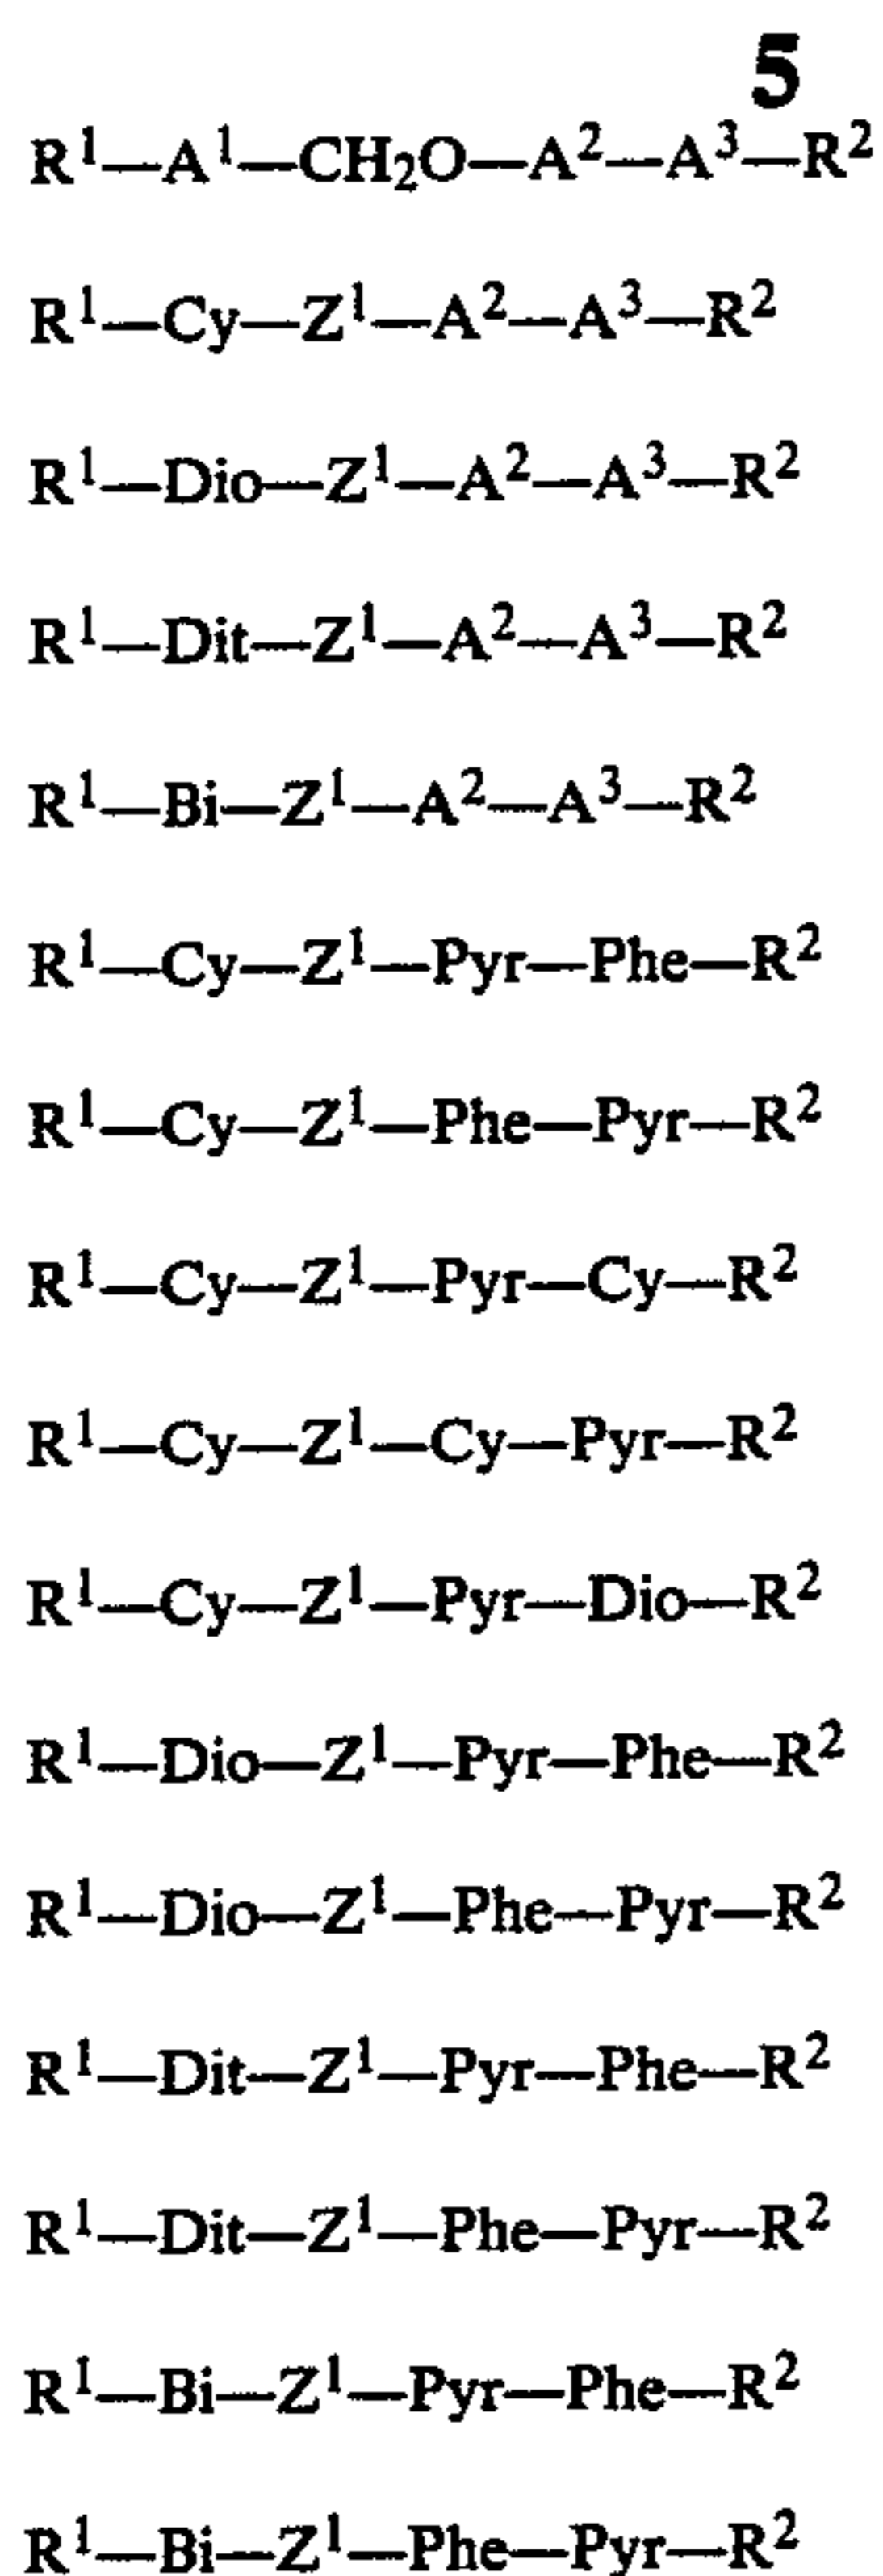 5
R¹—A¹—CH₂O—A²—A³—R²
R¹—Cy—Z¹—A²—A³—R²
R¹—Dio—Z¹—A²—A³—R²
R¹—Dit—Z¹—A²—A³—R²
R¹—Bi—Z¹—A²—A³—R²
R¹—Cy—Z¹—Pyr—Phe—R²
R¹—Cy—Z¹—Phe—Pyr—R²
R¹—Cy—Z¹—Pyr—Cy—R²
R¹—Cy—Z¹—Cy—Pyr—R²
R¹—Cy—Z¹—Pyr—Dio—R²
R¹—Dio—Z¹—Pyr—Phe—R²
R¹—Dio—Z¹—Phe—Pyr—R²
R¹—Dit—Z¹—Pyr—Phe—R²
R¹—Dit—Z¹—Phe—Pyr—R²
R¹—Bi—Z¹—Pyr—Phe—R²
R¹—Bi—Z¹—Phe—Pyr—R²